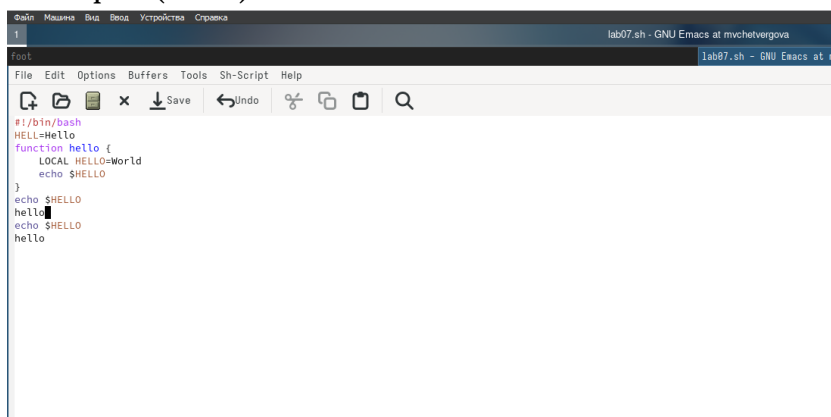 Файл Машина Вид Ввод Устройства Справка
1 lab07.sh - GNU Emacs at mvchetvergova
foot lab07.sh - GNU Emacs at
File Edit Options Buffers Tools Sh-Script Help
Save Undo
#!/bin/bash
HELL=Hello
function hello {
LOCAL HELLO=World
echo $HELLO
}
echo $HELLO
hello
echo $HELLO
hello